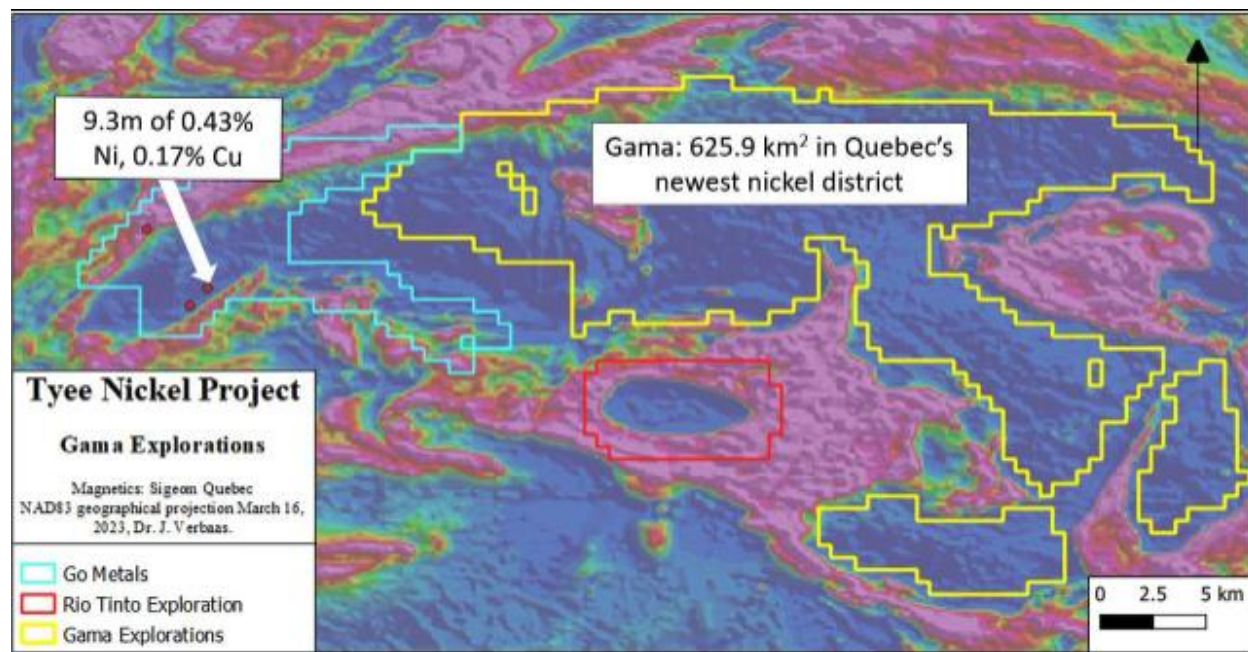 9.3m of 0.43%
Ni, 0.17% Cu
Gama: 625.9 km² in Quebec's
newest nickel district
Tyee Nickel Project
Gama Explorations
Magnetics: Sigeom Quebec
NAD83 geographical projection March 16,
2023, Dr. J. Verbaas.
Go Metals
Rio Tinto Exploration
Gama Explorations
0 2.5 5 km